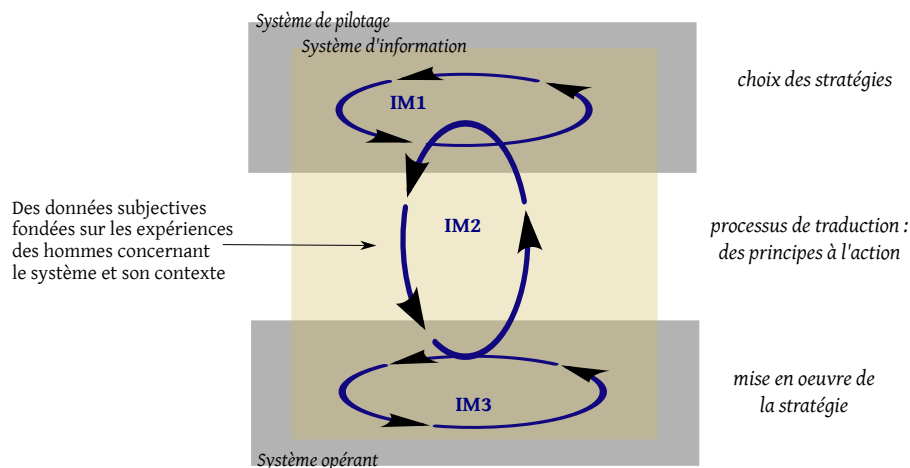 Système de pilotage
Système d'information
choix des stratégies
IM1
Des données subjectives
fondées sur les expériences
des hommes concernant
le système et son contexte
IM2
processus de traduction :
des principes à l'action
mise en oeuvre de
la stratégie
IM3
Système opérant